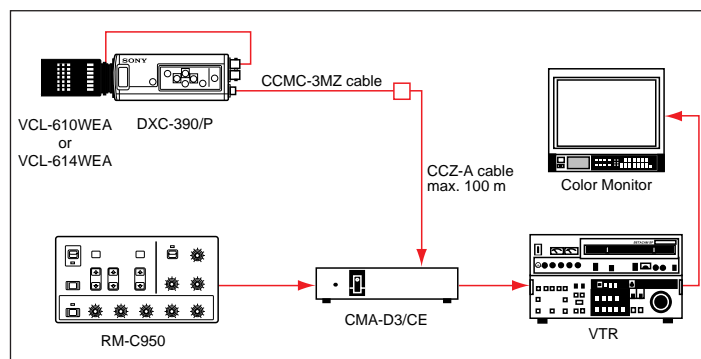 SONY
CCMC-3MZ cable
VCL-610WEA
or
VCL-614WEA
DXC-390/P
CCZ-A cable
max. 100 m
Color Monitor
RM-C950
CMA-D3/CE
VTR